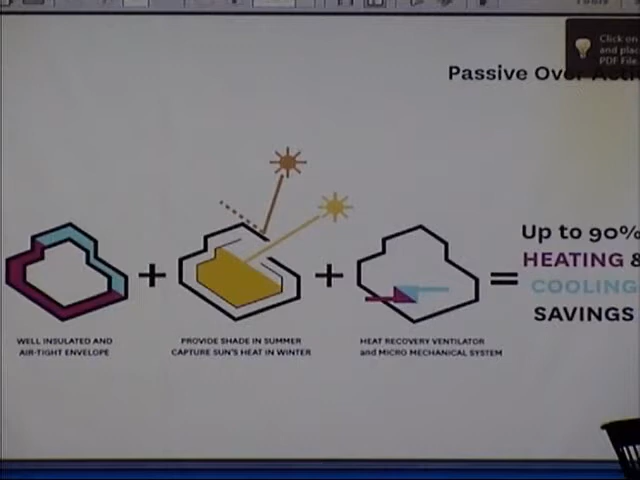 Click on
and plac
PDF File.
Passive Over Acti
+
+
=
Up to 90%
HEATING &
COOLING
SAVINGS
WELL INSULATED AND
AIR-TIGHT ENVELOPE
PROVIDE SHADE IN SUMMER
CAPTURE SUN'S HEAT IN WINTER
HEAT RECOVERY VENTILATOR
and MICRO MECHANICAL SYSTEM